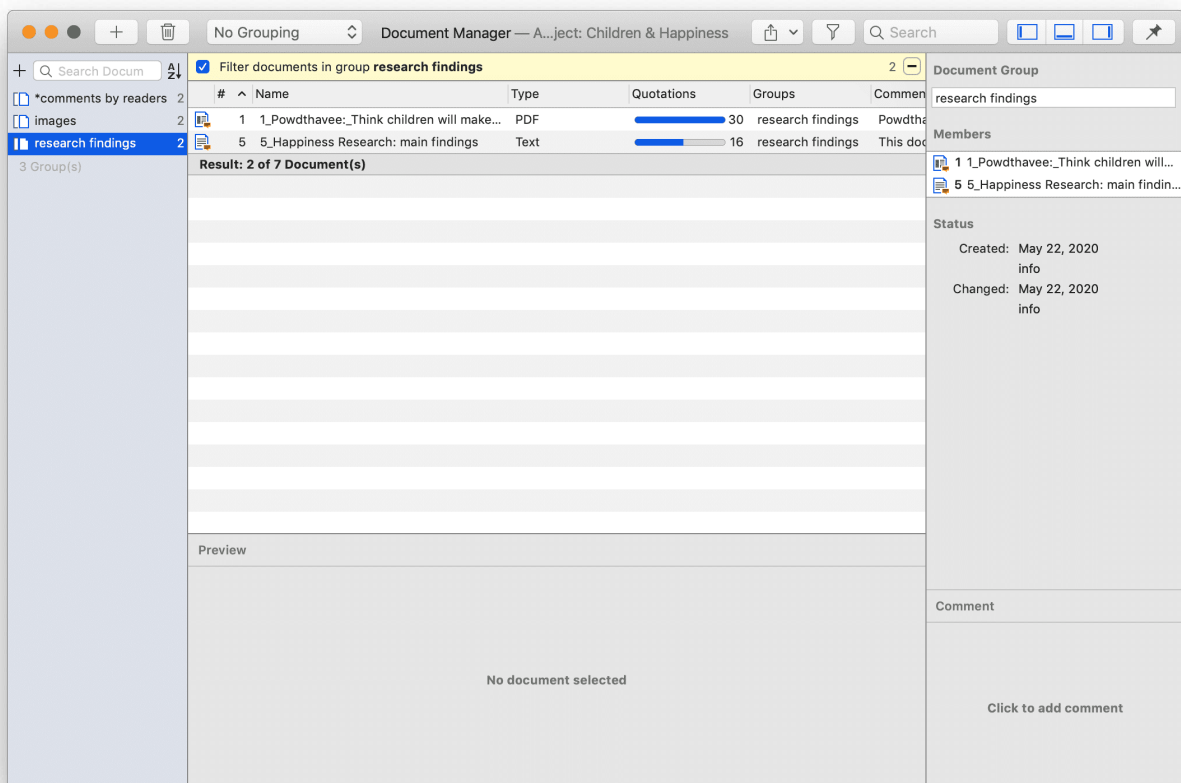 No Grouping
Document Manager — A...ject: Children & Happiness
Search
Search Docum
*comments by readers 2
images 2
research findings 2
3 Group(s)
Filter documents in group research findings 2
# Name Type Quotations Groups Commen
1 1_Powdthavee:_Think children will make... PDF 30 research findings Powdtha
5 5_Happiness Research: main findings Text 16 research findings This doc
Result: 2 of 7 Document(s)
Preview
No document selected
Document Group
research findings
Members
1 1_Powdthavee:_Think children will...
5 5_Happiness Research: main findin...
Status
Created: May 22, 2020
info
Changed: May 22, 2020
info
Comment
Click to add comment